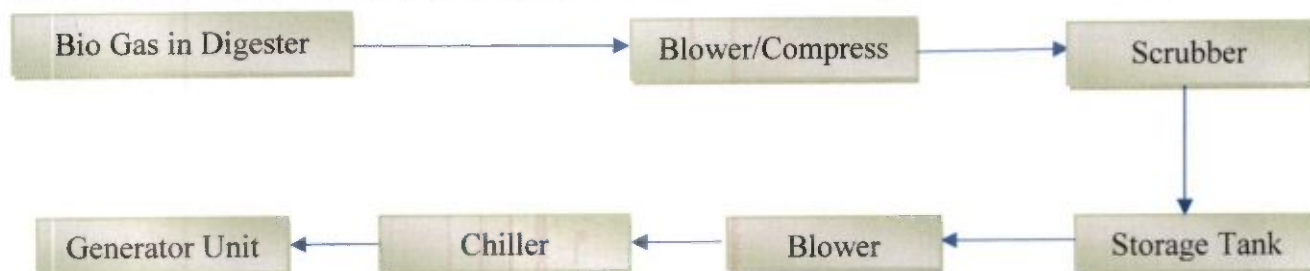 Bio Gas in Digester
Blower/Compress
Scrubber
Storage Tank
Blower
Chiller
Generator Unit